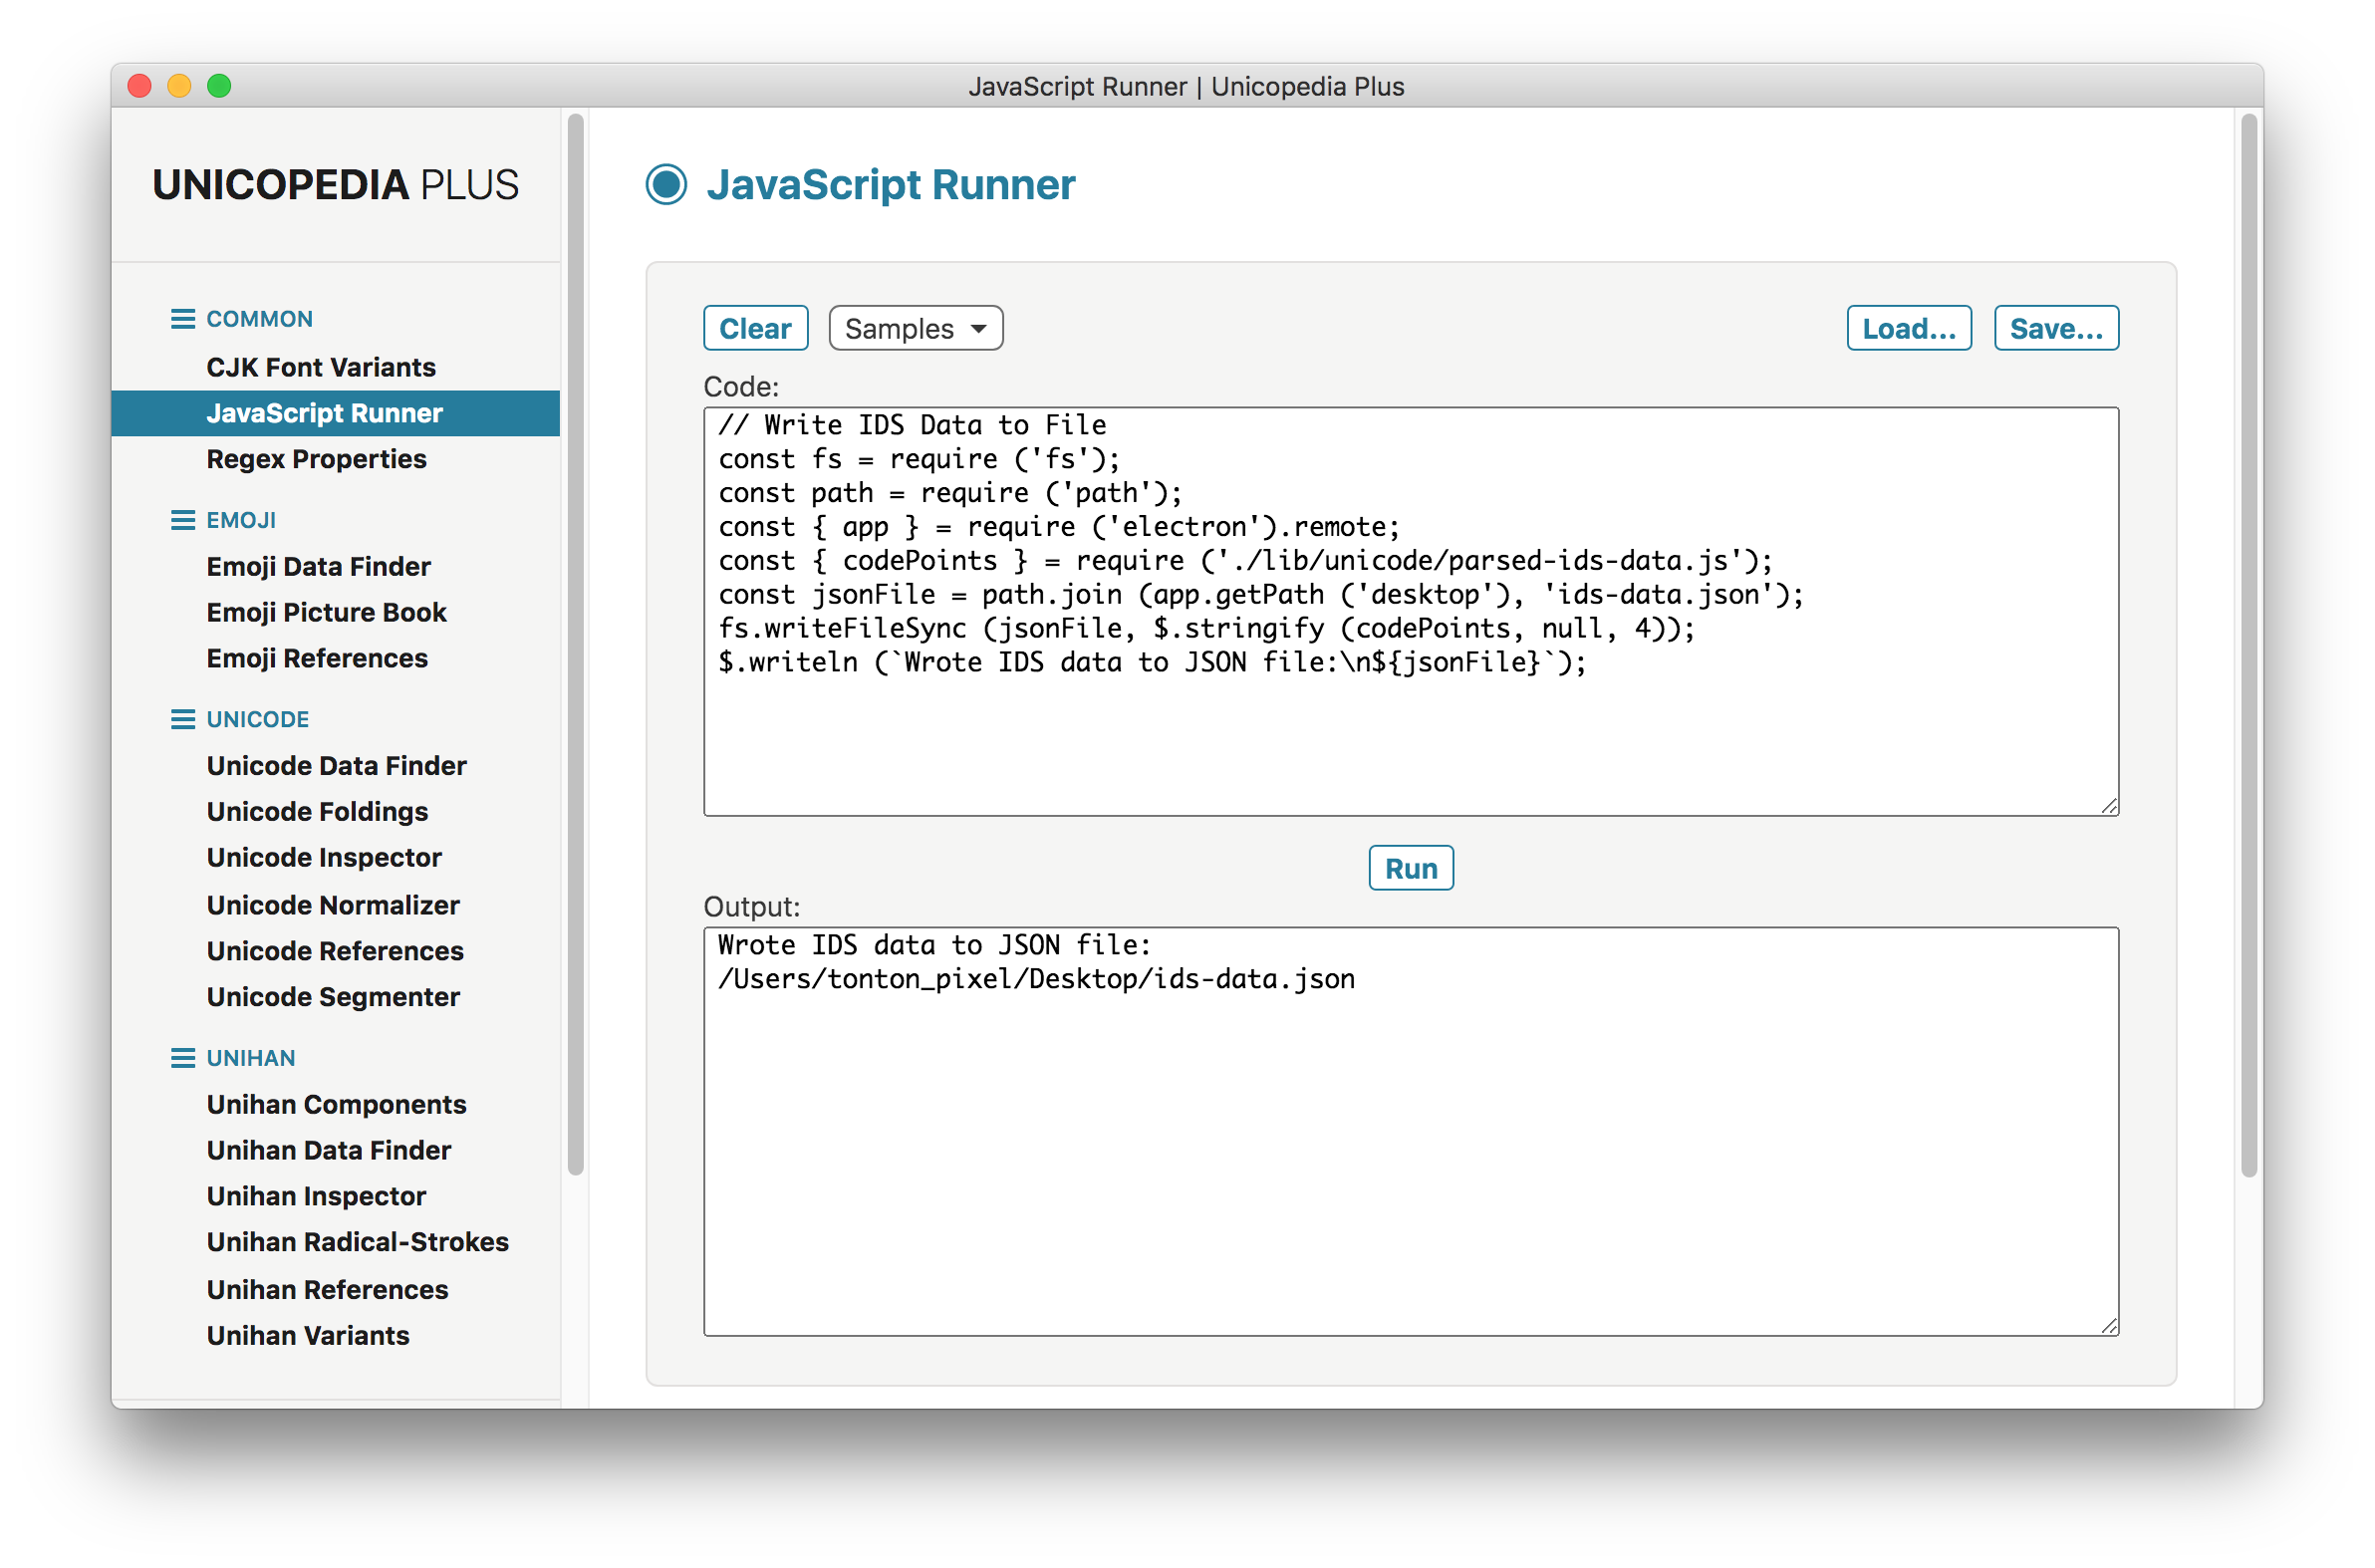 JavaScript Runner | Unicopedia Plus
UNICOPEDIA PLUS
COMMON
CJK Font Variants
JavaScript Runner
Regex Properties
EMOJI
Emoji Data Finder
Emoji Picture Book
Emoji References
UNICODE
Unicode Data Finder
Unicode Foldings
Unicode Inspector
Unicode Normalizer
Unicode References
Unicode Segmenter
UNIHAN
Unihan Components
Unihan Data Finder
Unihan Inspector
Unihan Radical-Strokes
Unihan References
Unihan Variants
JavaScript Runner
Clear Samples Load... Save...
Code:
// Write IDS Data to File
const fs = require ('fs');
const path = require ('path');
const { app } = require ('electron').remote;
const { codePoints } = require ('./lib/unicode/parsed-ids-data.js');
const jsonFile = path.join (app.getPath ('desktop'), 'ids-data.json');
fs.writeFileSync (jsonFile, $.stringify (codePoints, null, 4));
$.writeln (`Wrote IDS data to JSON file:\n${jsonFile}`);
Run
Output:
Wrote IDS data to JSON file:
/Users/tonton_pixel/Desktop/ids-data.json